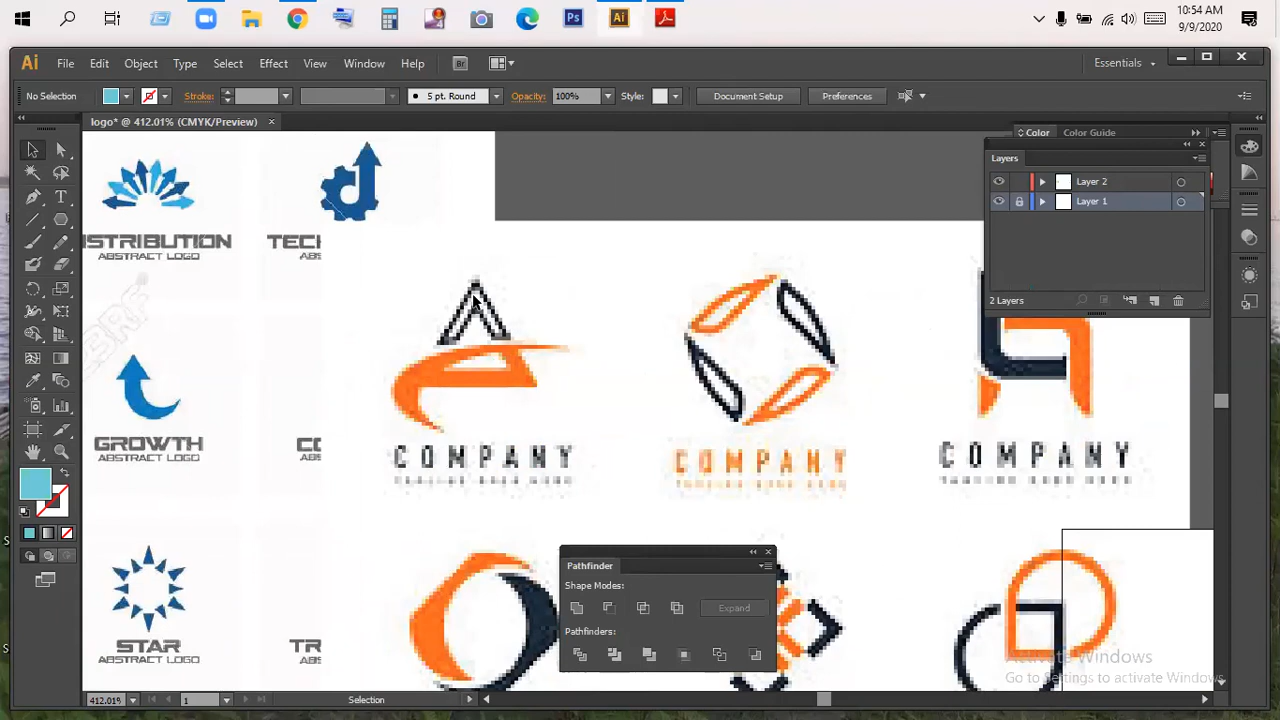 10:54 AM
9/9/2020
Ai File Edit Object Type Select Effect View Window Help Br Essentials
No Selection Stroke: 5 pt. Round Opacity: 100% Style: Document Setup Preferences
logo* @ 412.01% (CMYK/Preview) ×
Color Color Guide
Layers
Layer 2
Layer 1
2 Layers
ISTRIBUTION
ABSTRACT LOGO
TECH
ABS
GROWTH
ABSTRACT LOGO
CO
ABS
STAR
ABSTRACT LOGO
TR
ABS
COMPANY
COMPANY
COMPANY
Pathfinder
Shape Modes:
Expand
Pathfinders:
Activate Windows
Go to Settings to activate Windows.
412.01% 1 Selection